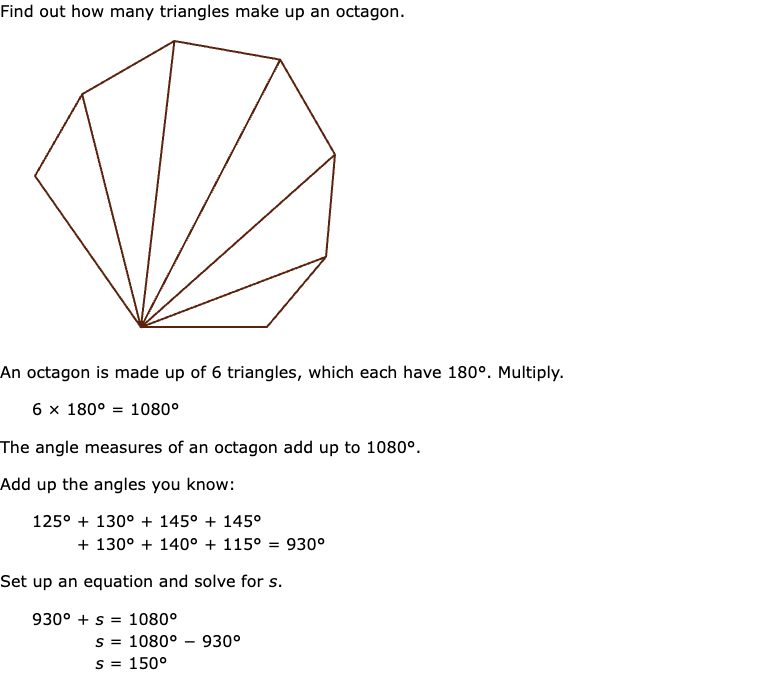 Find out how many triangles make up an octagon.
An octagon is made up of 6 triangles, which each have 180°. Multiply.
6 × 180° = 1080°
The angle measures of an octagon add up to 1080°.
Add up the angles you know:
125° + 130° + 145° + 145°
+ 130° + 140° + 115° = 930°
Set up an equation and solve for s.
930° + s = 1080°
s = 1080° − 930°
s = 150°